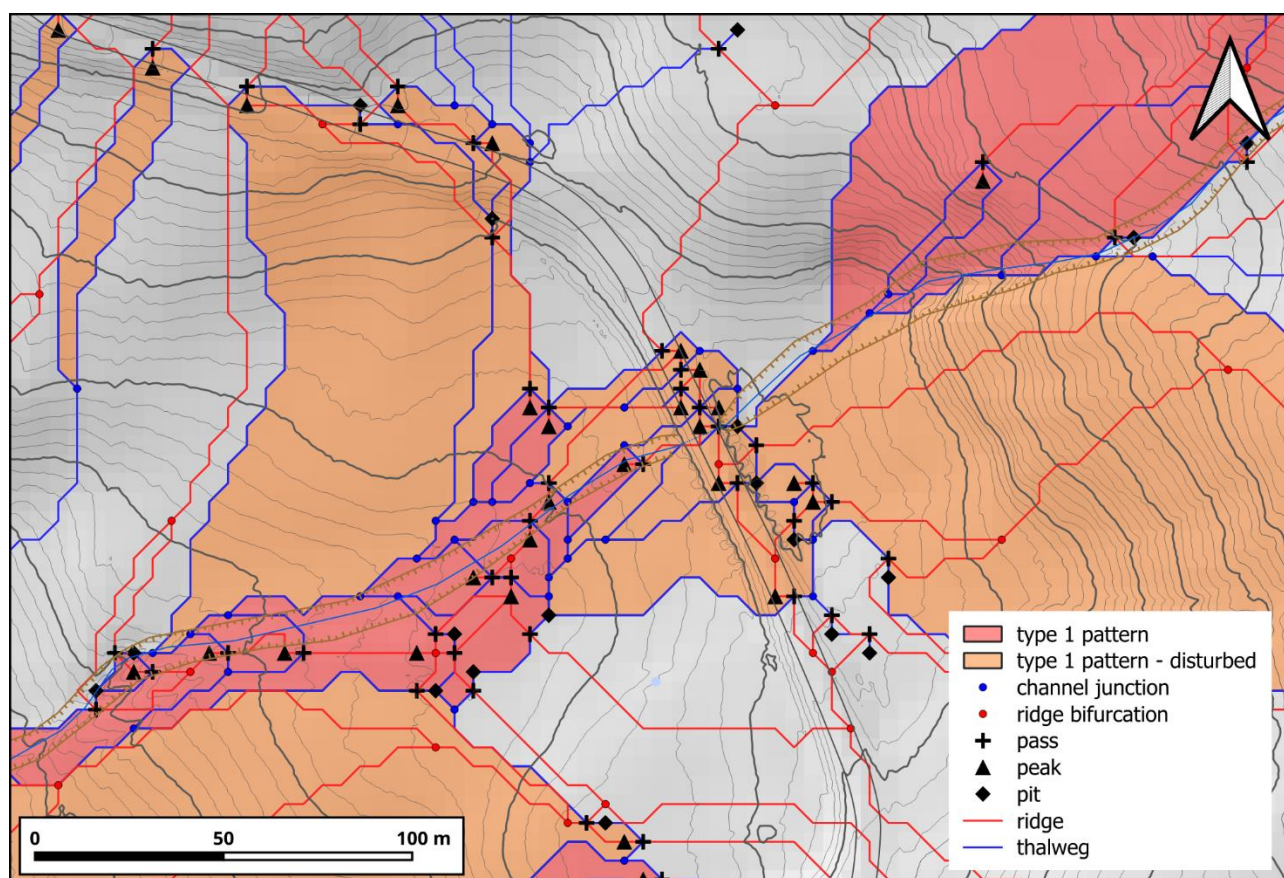 type 1 pattern
type 1 pattern - disturbed
channel junction
ridge bifurcation
pass
peak
pit
ridge
thalweg
0 50 100 m